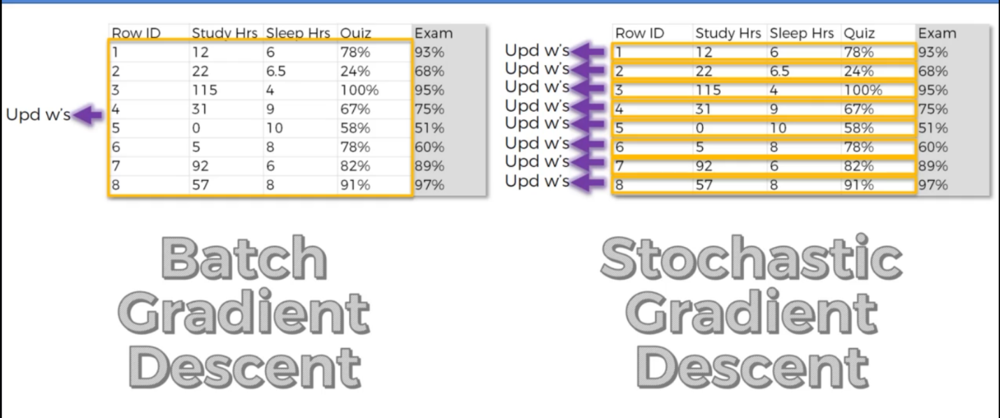 Row ID Study Hrs Sleep Hrs Quiz Exam
1 12 6 78% 93%
2 22 6.5 24% 68%
3 115 4 100% 95%
Upd w's 4 31 9 67% 75%
5 0 10 58% 51%
6 5 8 78% 60%
7 92 6 82% 89%
8 57 8 91% 97%
Batch
Gradient
Descent
Row ID Study Hrs Sleep Hrs Quiz Exam
Upd w's 1 12 6 78% 93%
Upd w's 2 22 6.5 24% 68%
Upd w's 3 115 4 100% 95%
Upd w's 4 31 9 67% 75%
Upd w's 5 0 10 58% 51%
Upd w's 6 5 8 78% 60%
Upd w's 7 92 6 82% 89%
Upd w's 8 57 8 91% 97%
Stochastic
Gradient
Descent